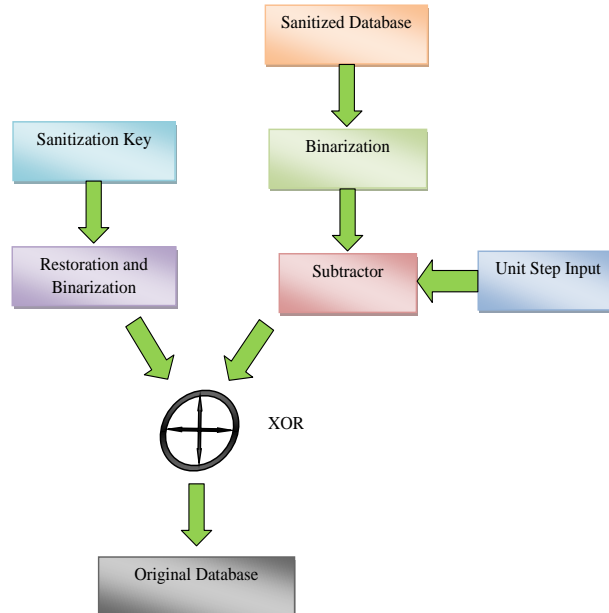 Sanitized Database
Sanitization Key
Binarization
Restoration and
Binarization
Subtractor
Unit Step Input
XOR
Original Database